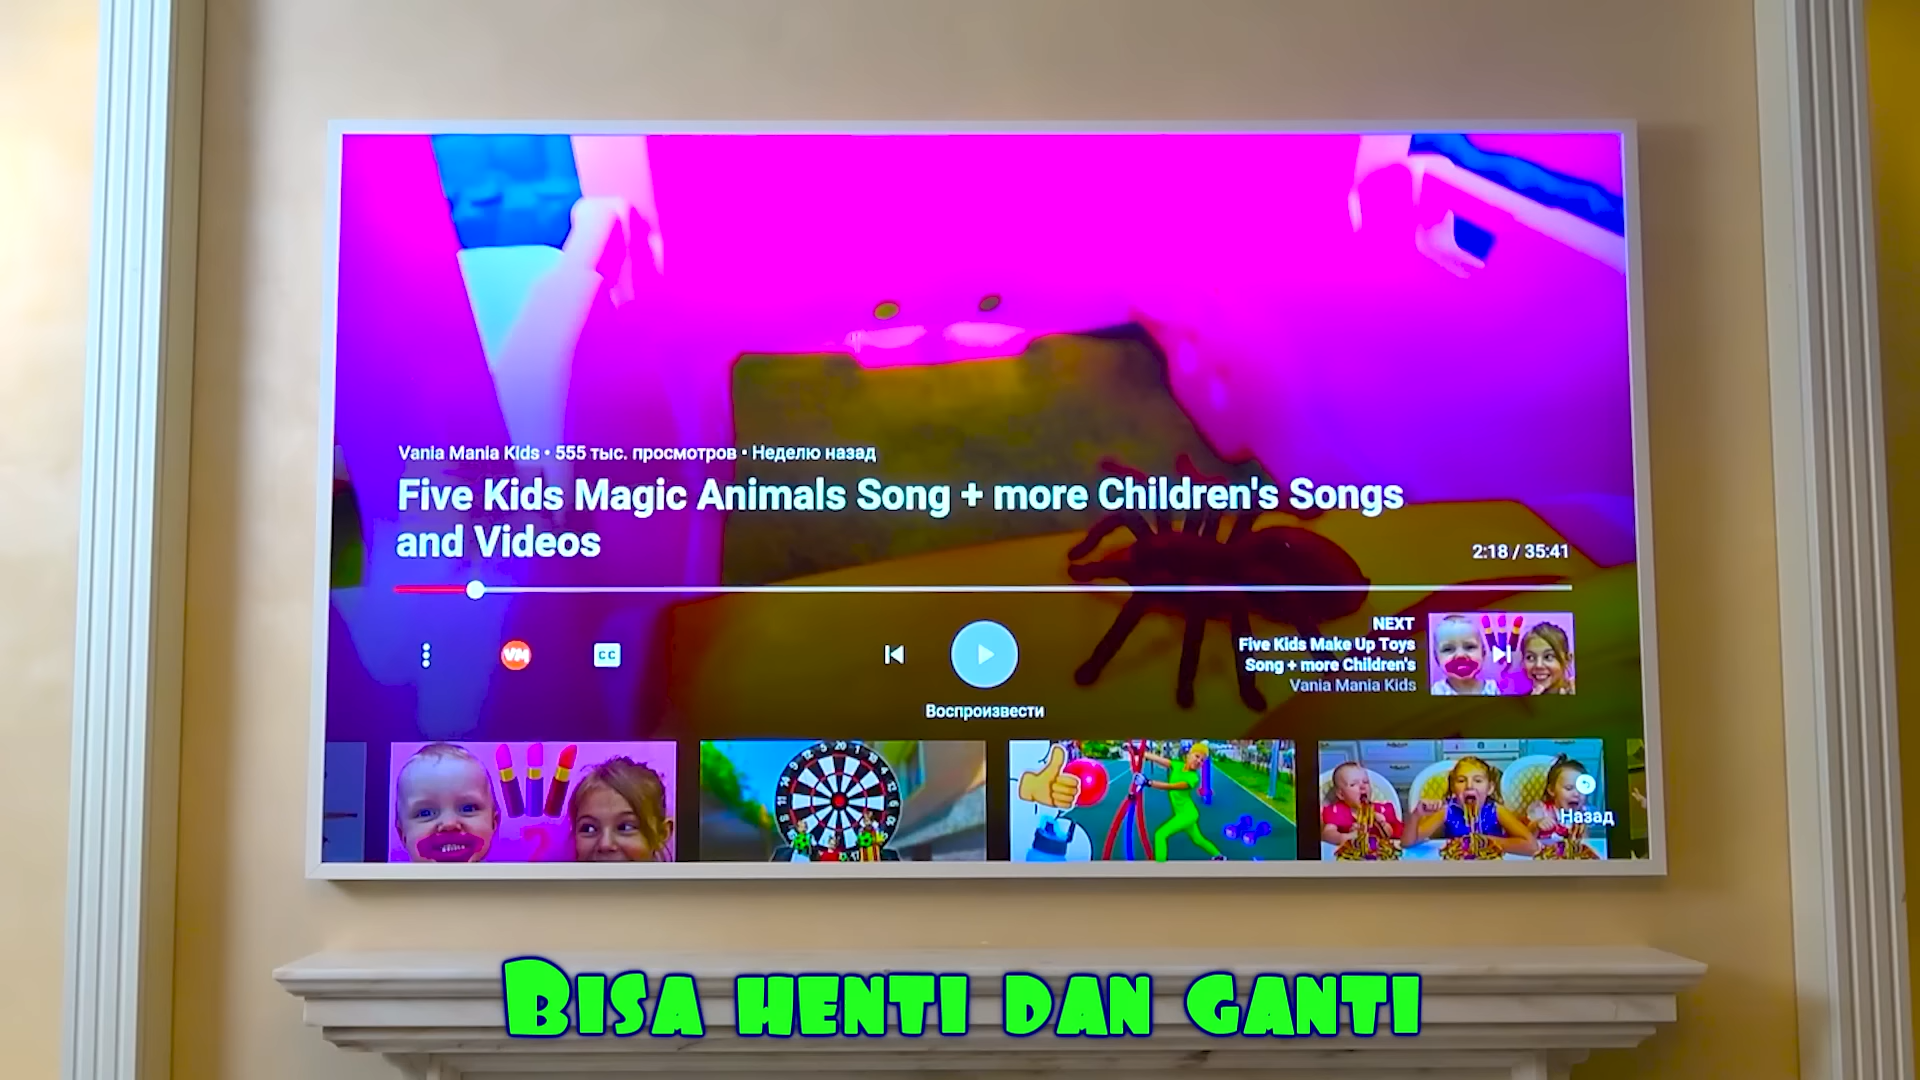 Vania Mania Kids • 555 тыс. просмотров • Неделю назад
Five Kids Magic Animals Song + more Children's Songs
and Videos
2:18 / 35:41
VM
CC
NEXT
Five Kids Make Up Toys
Song + more Children's
Vania Mania Kids
Воспроизвести
Назад
BISA HENTI DAN GANTI